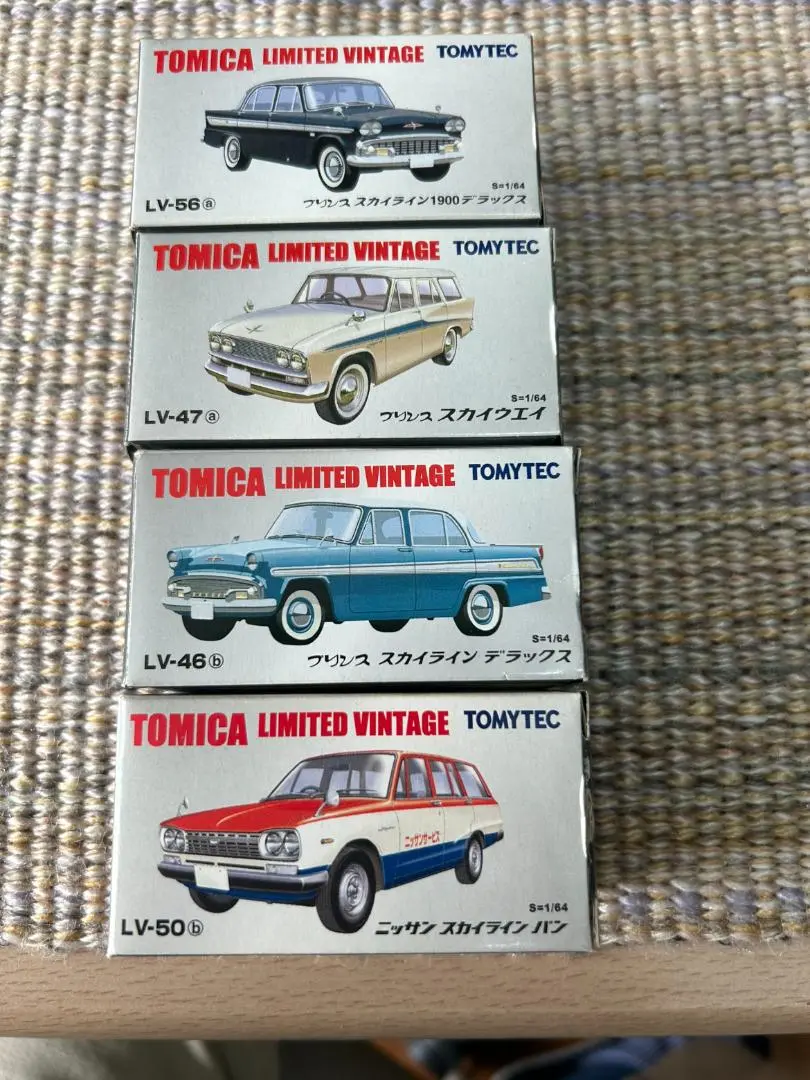 TOMICA LIMITED VINTAGE TOMYTEC
S=1/64
LV-56ⓐ プリンス スカイライン1900デラックス
TOMICA LIMITED VINTAGE TOMYTEC
S=1/64
LV-47ⓐ プリンス スカイウエイ
TOMICA LIMITED VINTAGE TOMYTEC
S=1/64
LV-46ⓑ プリンス スカイライン デラックス
TOMICA LIMITED VINTAGE TOMYTEC
ニッサンサービス
S=1/64
LV-50ⓑ ニッサン スカイライン バン